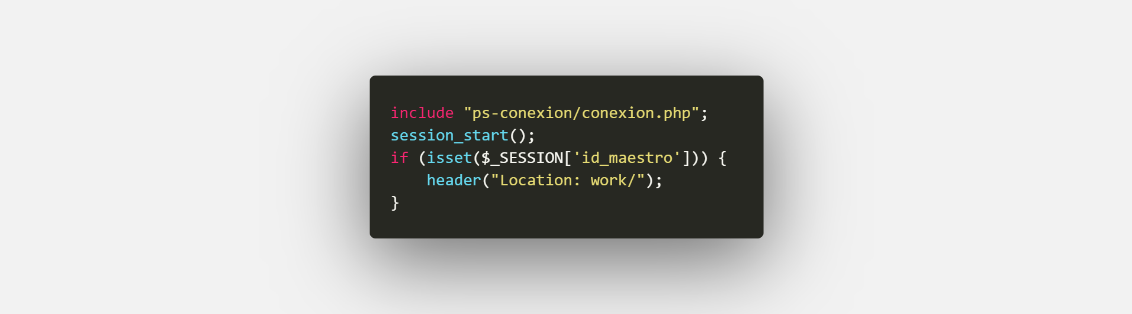 include "ps-conexion/conexion.php";
session_start();
if (isset($_SESSION['id_maestro'])) {
    header("Location: work/");
}